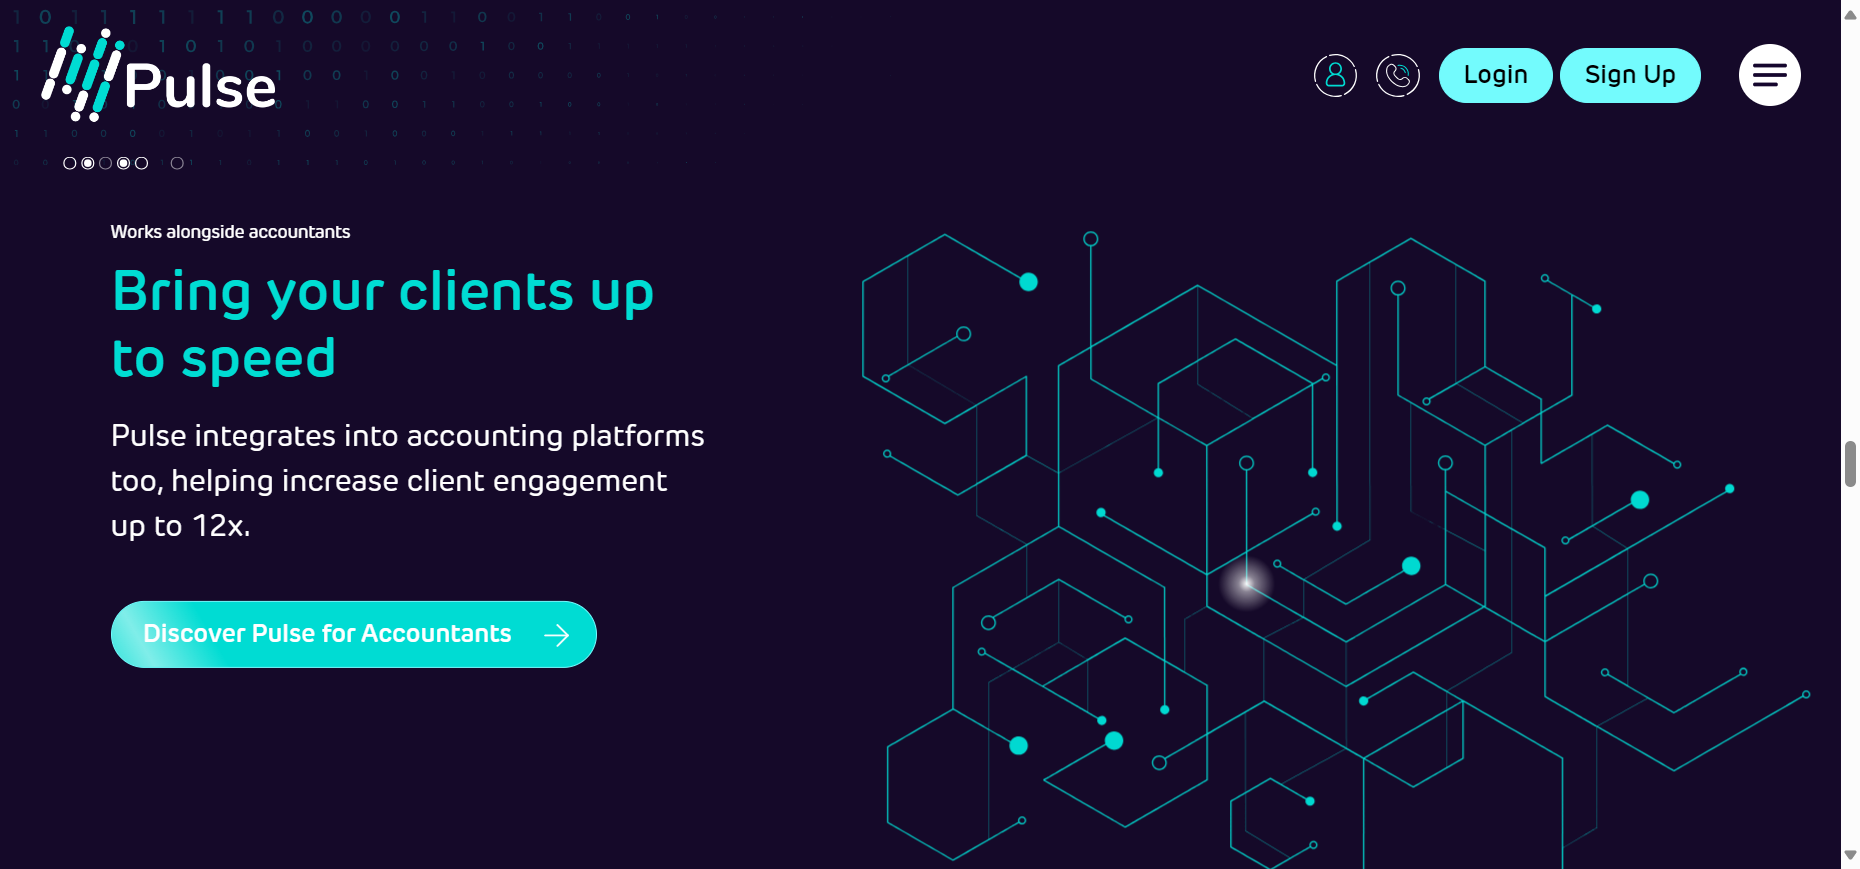 Pulse
Login
Sign Up
Works alongside accountants
Bring your clients up
to speed
Pulse integrates into accounting platforms
too, helping increase client engagement
up to 12x.
Discover Pulse for Accountants